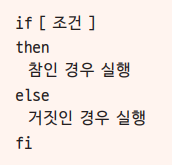 if [ 조건 ]
then
참인 경우 실행
else
거짓인 경우 실행
fi